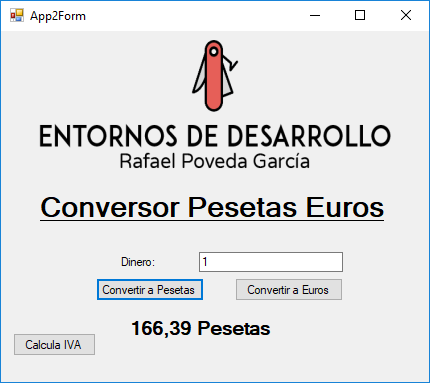 App2Form
ENTORNOS DE DESARROLLO
Rafael Poveda García
Conversor Pesetas Euros
Dinero: 1
Convertir a Pesetas Convertir a Euros
166,39 Pesetas
Calcula IVA